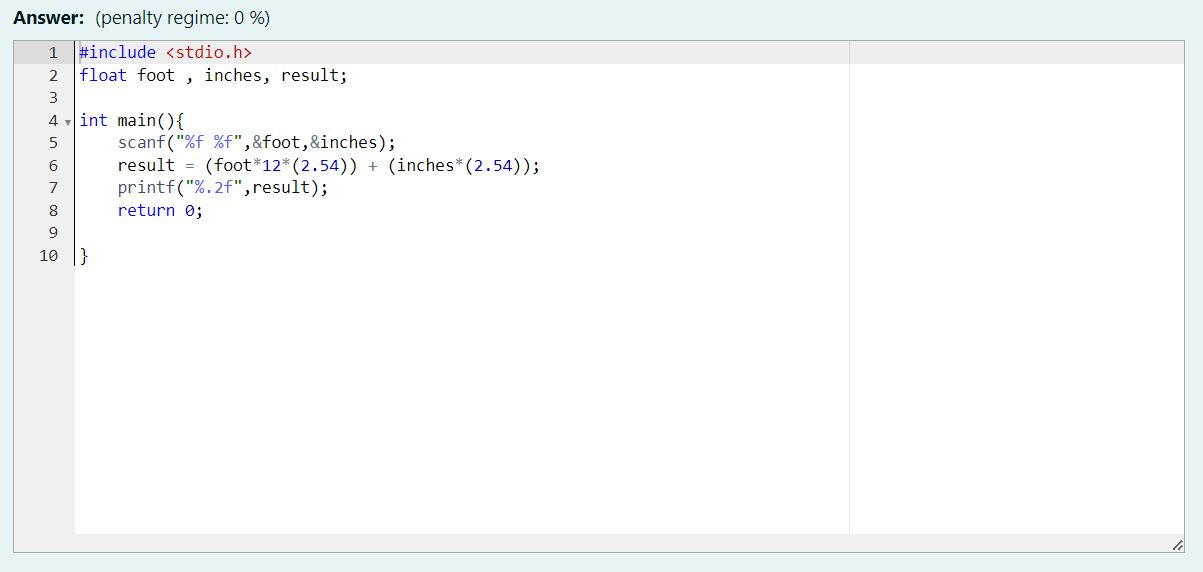 Answer: (penalty regime: 0 %)
1 #include <stdio.h>
2 float foot , inches, result;
3
4 int main(){
5     scanf("%f %f",&foot,&inches);
6     result = (foot*12*(2.54)) + (inches*(2.54));
7     printf("%.2f",result);
8     return 0;
9
10 }